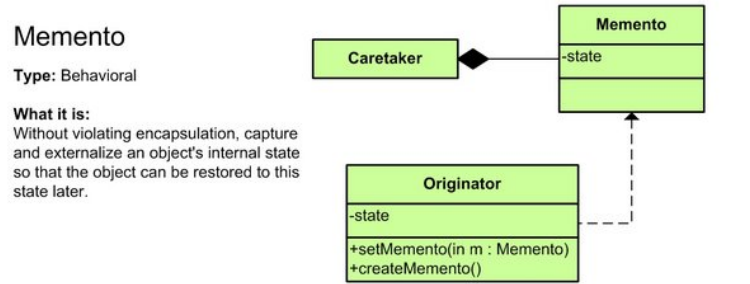 Memento
Type: Behavioral
What it is:
Without violating encapsulation, capture
and externalize an object's internal state
so that the object can be restored to this
state later.
Caretaker
Memento
-state
Originator
-state
+setMemento(in m : Memento)
+createMemento()